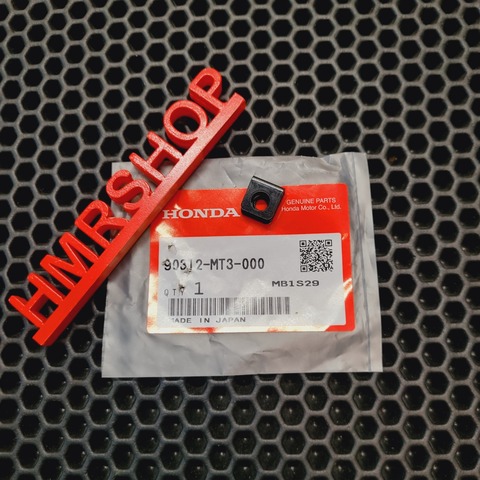 HMRSHOP
HONDA
GENUINE PARTS
Honda Motor Co., Ltd.
90312-MT3-000
QTY 1
MB1S29
MADE IN JAPAN